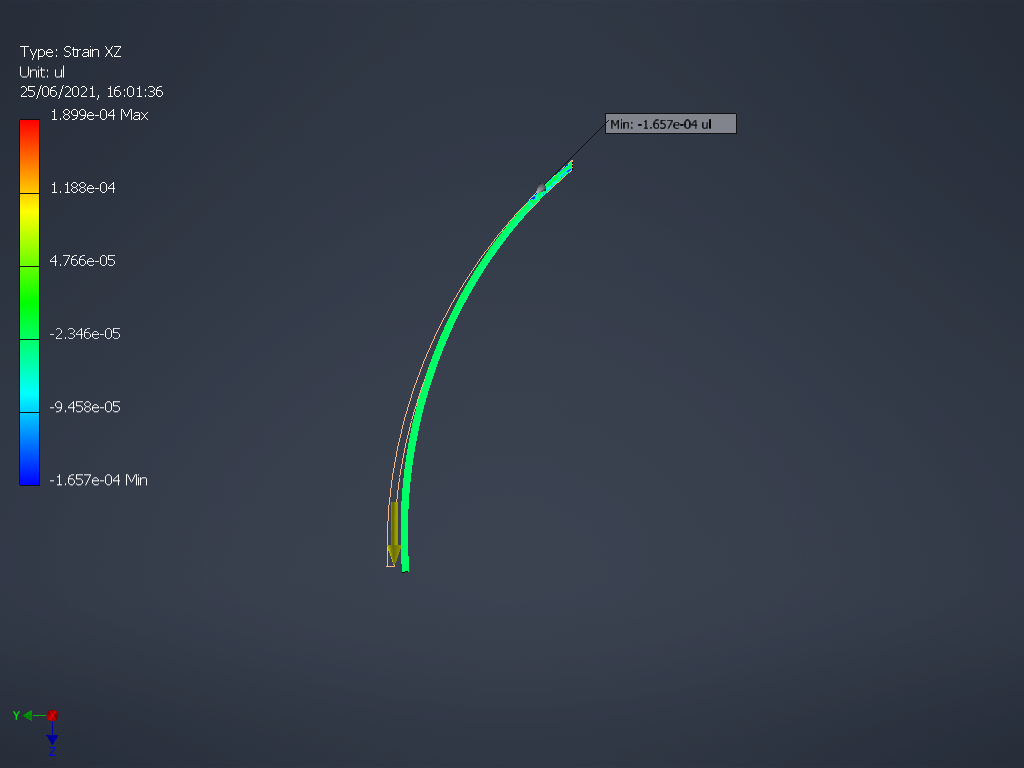 Type: Strain XZ
Unit: ul
25/06/2021, 16:01:36
1.899e-04 Max
1.188e-04
4.766e-05
-2.346e-05
-9.458e-05
-1.657e-04 Min
Min: -1.657e-04 ul
Y
X
Z